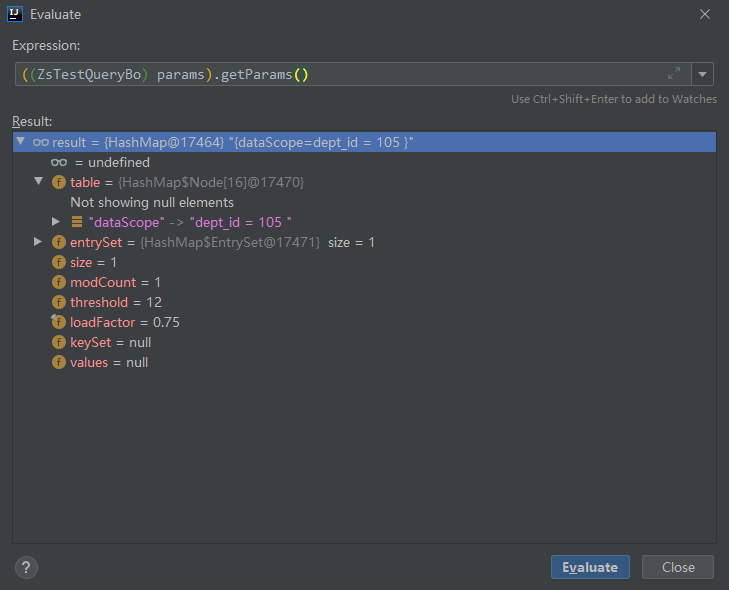 Evaluate
Expression:
((ZsTestQueryBo) params).getParams()
Use Ctrl+Shift+Enter to add to Watches
Result:
result = {HashMap@17464} "{dataScope=dept_id = 105 }"
= undefined
table = {HashMap$Node[16]@17470}
Not showing null elements
"dataScope" -> "dept_id = 105 "
entrySet = {HashMap$EntrySet@17471} size = 1
size = 1
modCount = 1
threshold = 12
loadFactor = 0.75
keySet = null
values = null
? Evaluate Close